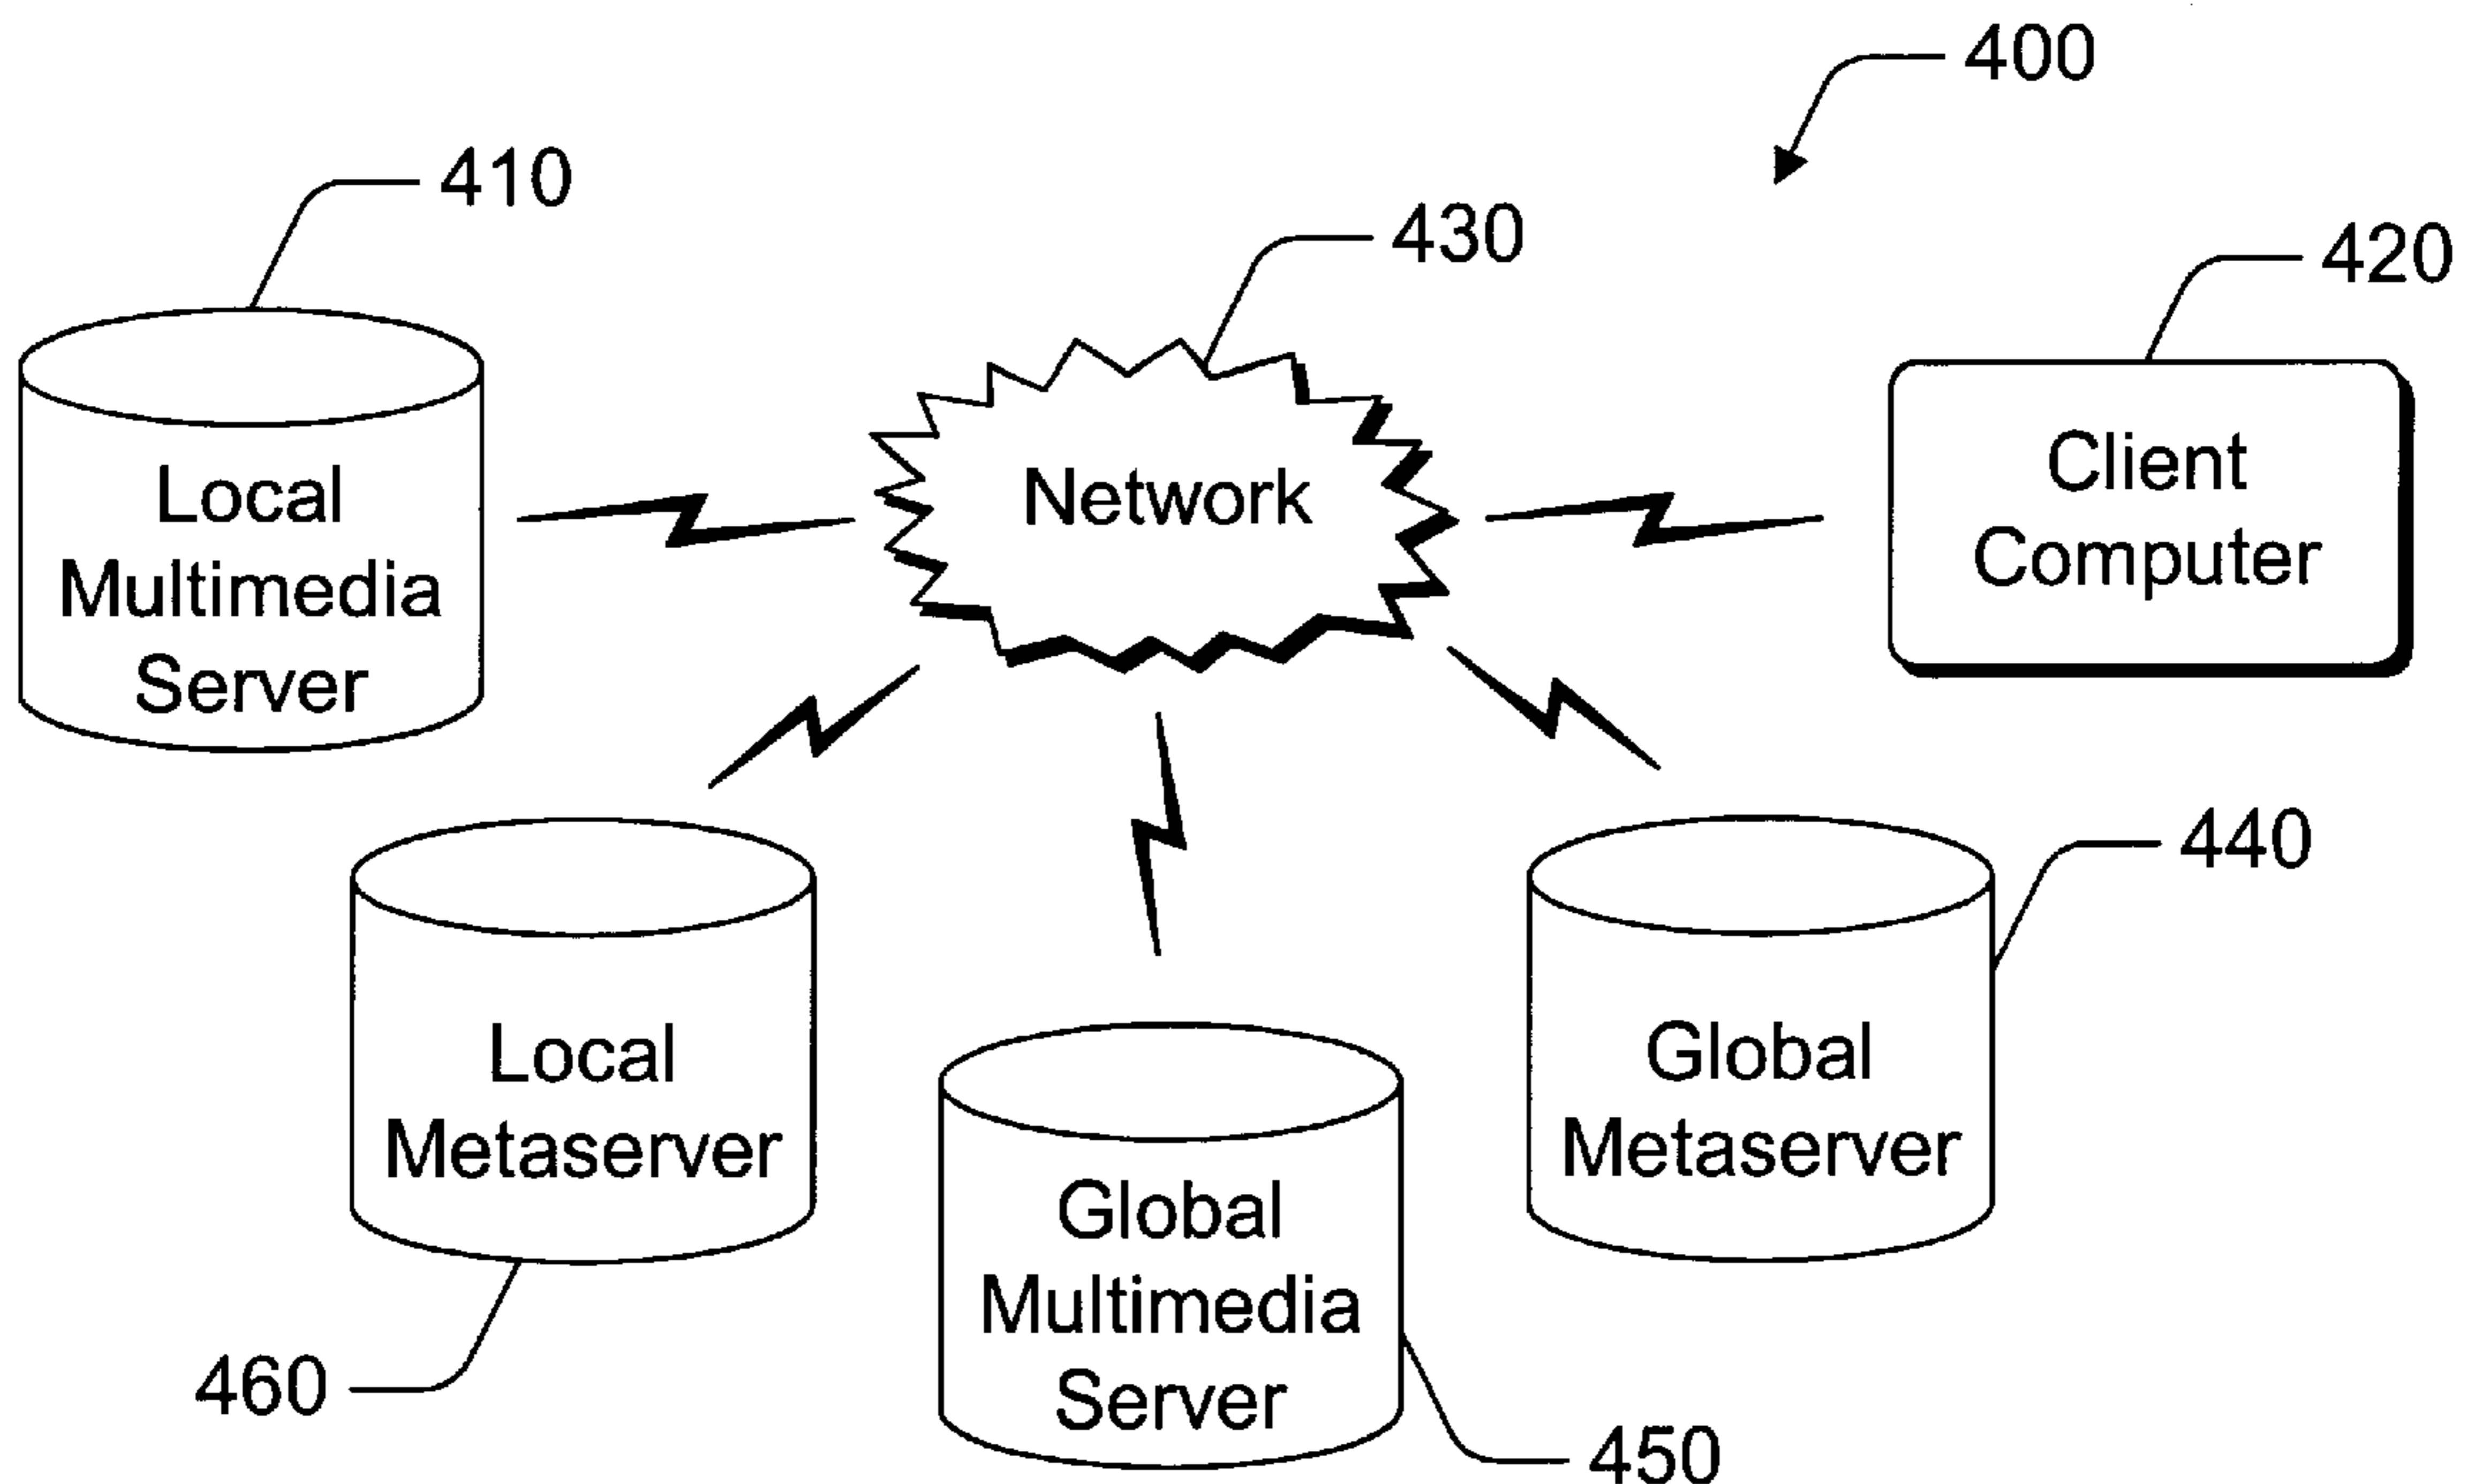 400
410
430
420
Local
Multimedia
Server
Network
Client
Computer
440
Local
Metaserver
Global
Multimedia
Server
Global
Metaserver
460
450